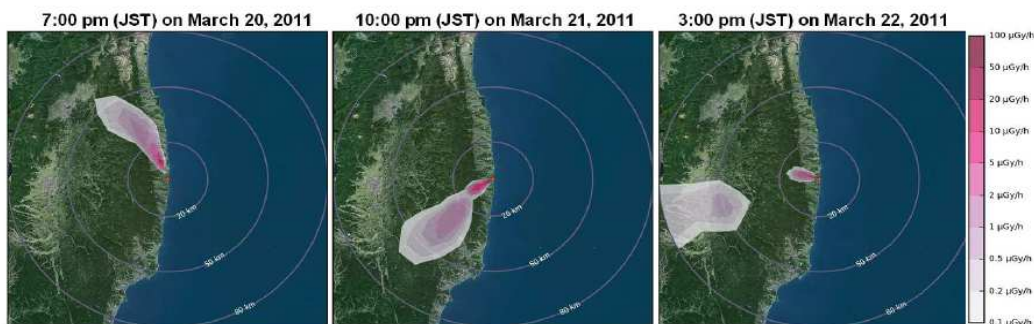 7:00 pm (JST) on March 20, 2011
10:00 pm (JST) on March 21, 2011
3:00 pm (JST) on March 22, 2011
20 km
50 km
80 km
20 km
50 km
80 km
20 km
50 km
80 km
100 µGy/h
50 µGy/h
20 µGy/h
10 µGy/h
5 µGy/h
2 µGy/h
1 µGy/h
0.5 µGy/h
0.2 µGy/h
0.1 µGy/h